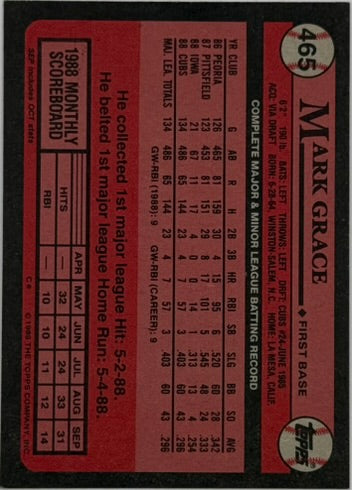 465
MARK GRACE ♦ FIRST BASE
topps®
6'2" 190 lb. BATS: LEFT THROWS: LEFT DRFT: CUBS #24-JUNE 1985
ACQ: VIA DRAFT BORN: 6-28-64, WINSTON-SALEM, N.C. HOME: LA MESA, CALIF.
COMPLETE MAJOR & MINOR LEAGUE BATTING RECORD
YR CLUB G AB R H 2B 3B HR RBI SB SLG BB SO AVG
86 PEORIA 126 465 81 159 30 4 15 95 6 .520 60 28 .342
87 PITTSFIELD 123 453 81 151 29 8 17 101 5 .545 48 24 .333
88 IOWA 21 67 11 17 4 0 0 14 1 .313 13 4 .254
88 CUBS 134 486 65 144 23 4 7 57 3 .403 60 43 .296
MAJ. LEA. TOTALS 134 486 65 144 23 4 7 57 3 .403 60 43 .296
GW-RBI (1988): 9 GW-RBI (CAREER): 9
He collected 1st major league Hit: 5-2-88.
He belted 1st major league Home Run: 5-4-88.
1988 MONTHLY
SCOREBOARD
APR MAY JUN JUL AUG SEP
HITS — 32 24 24 33 31
RBI — 10 10 11 12 14
SEP includes OCT stats
C © 1989 THE TOPPS COMPANY, INC.